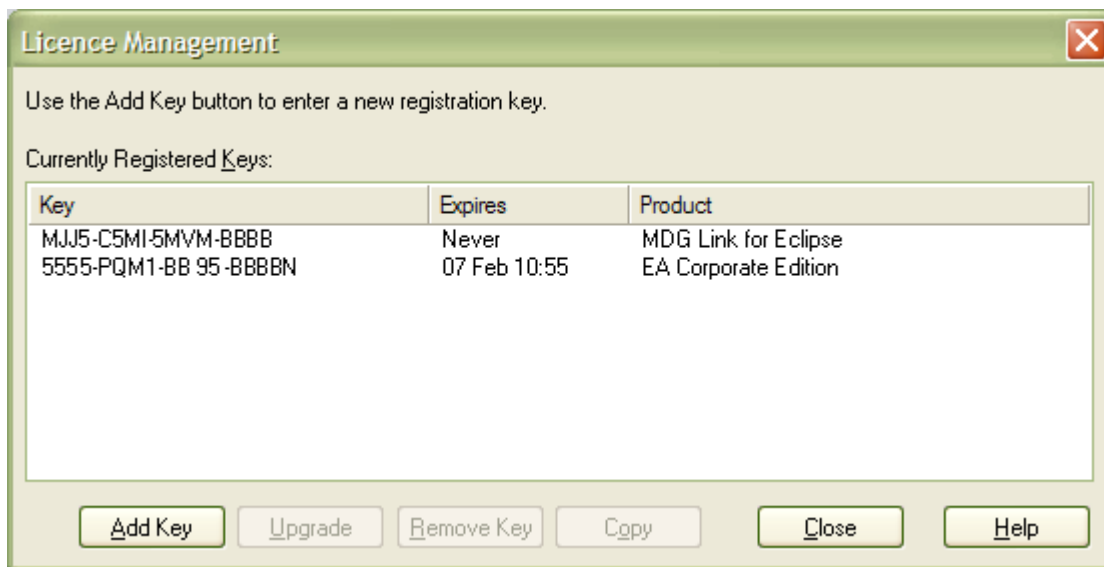 Licence Management
Use the Add Key button to enter a new registration key.
Currently Registered Keys:
Key Expires Product
MJJ5-C5MI-5MVM-BBBB Never MDG Link for Eclipse
5555-PQM1-BB 95-BBBBN 07 Feb 10:55 EA Corporate Edition
Add Key Upgrade Remove Key Copy Close Help